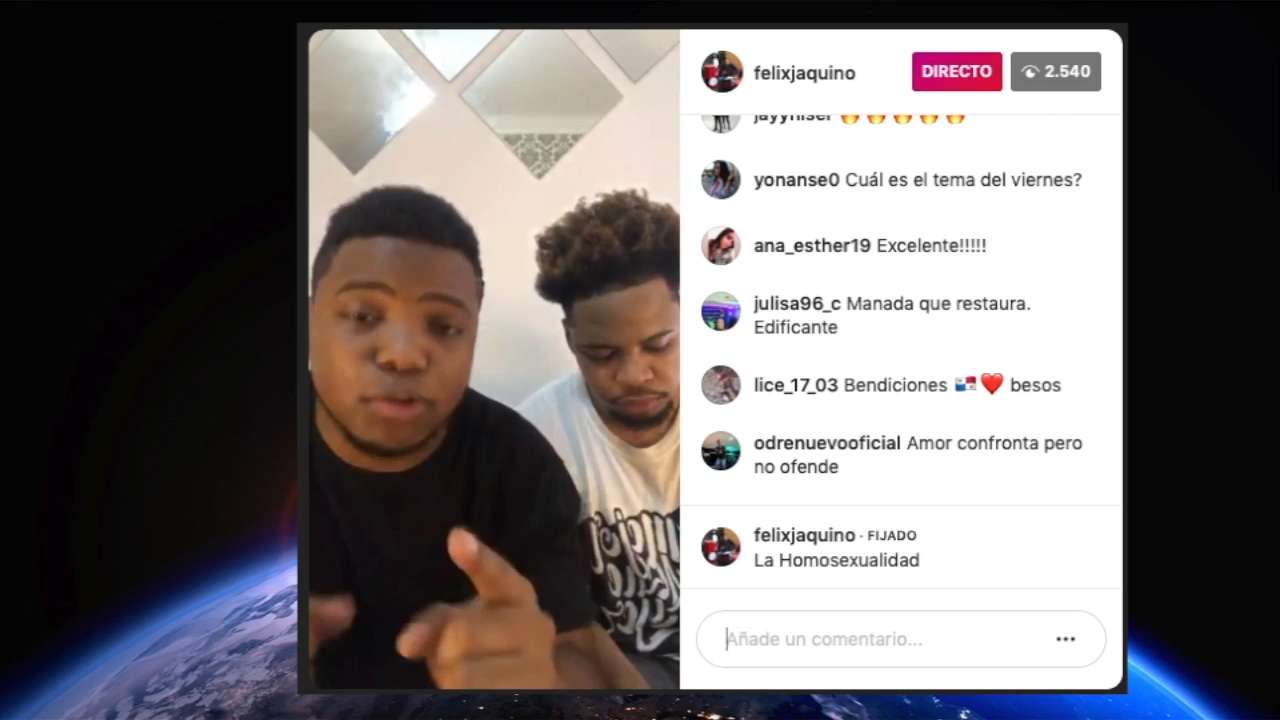 felixjaquino
DIRECTO
2.540
jayyniser 🔥🔥🔥🔥🔥
yonanse0 Cuál es el tema del viernes?
ana_esther19 Excelente!!!!!
julisa96_c Manada que restaura.
Edificante
lice_17_03 Bendiciones 🇵🇦❤️ besos
odrenuevooficial Amor confronta pero
no ofende
felixjaquino · FIJADO
La Homosexualidad
Añade un comentario...